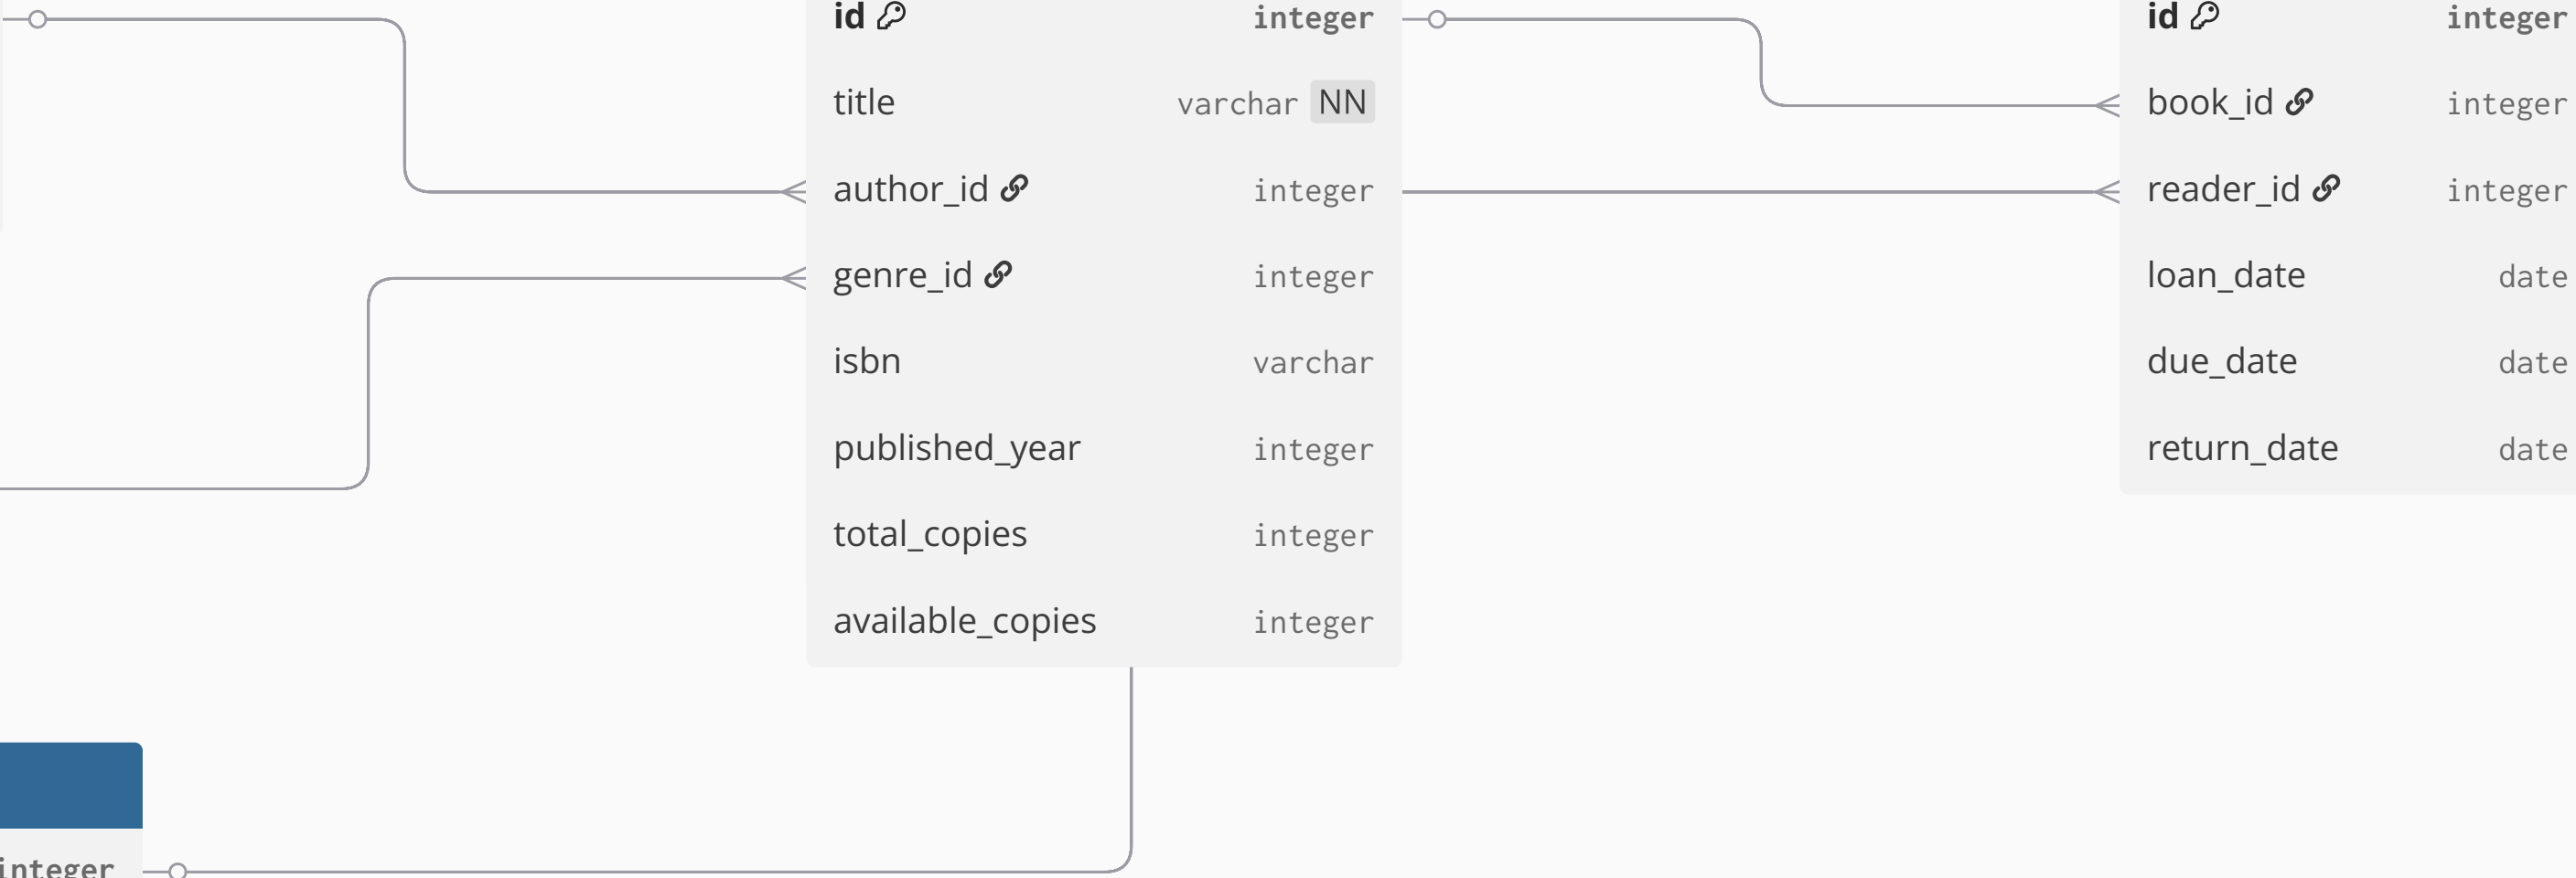 id integer
title varchar NN
author_id integer
genre_id integer
isbn varchar
published_year integer
total_copies integer
available_copies integer
id integer
book_id integer
reader_id integer
loan_date date
due_date date
return_date date
integer